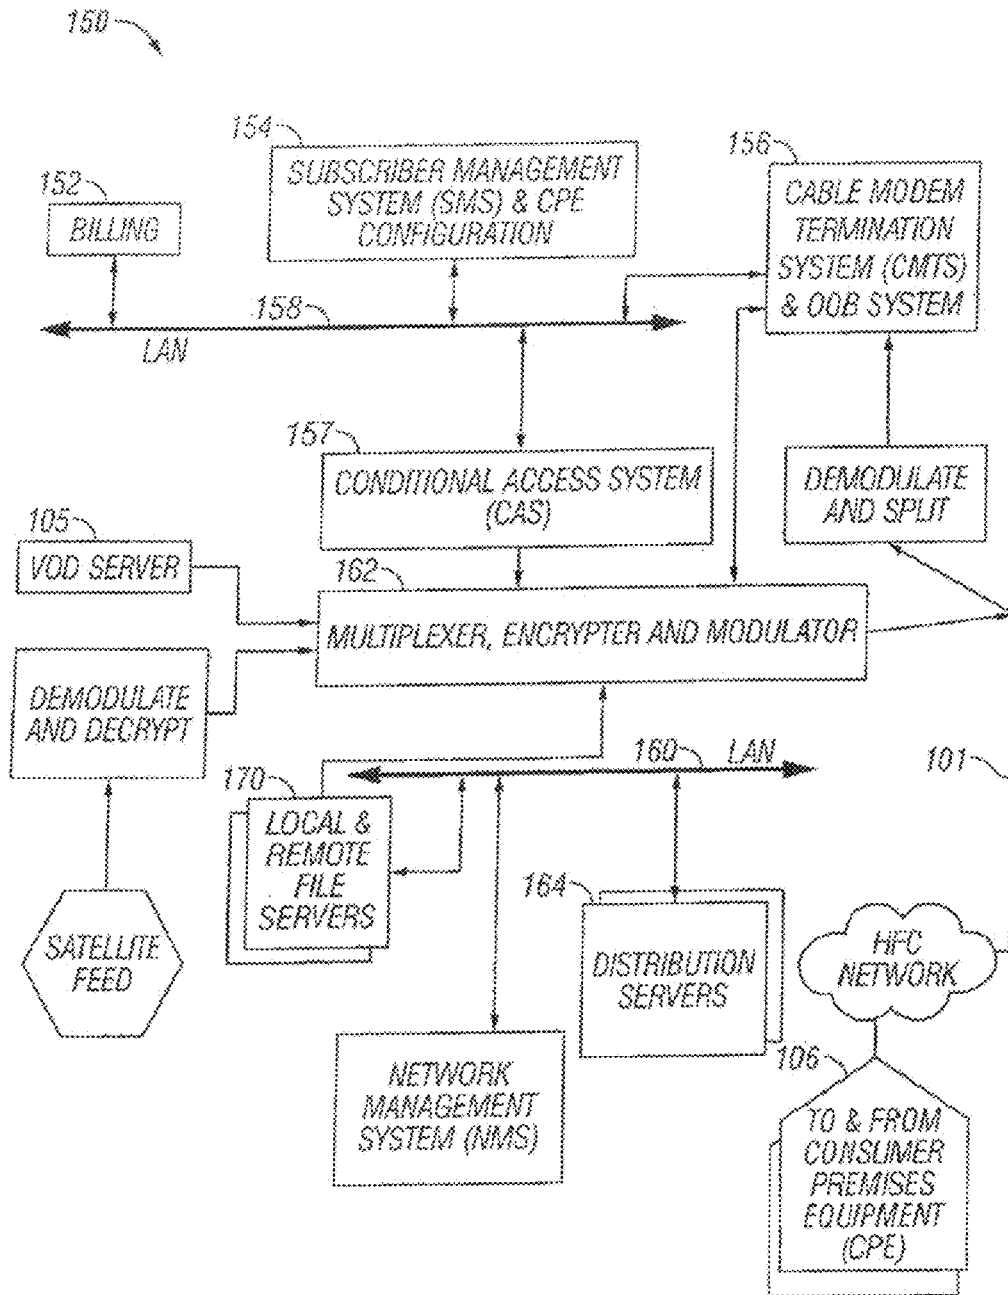 150
154
SUBSCRIBER MANAGEMENT
SYSTEM (SMS) & CPE
CONFIGURATION
156
CABLE MODEM
TERMINATION
SYSTEM (CMTS)
& OOB SYSTEM
152
BILLING
158
LAN
157
CONDITIONAL ACCESS SYSTEM
(CAS)
DEMODULATE
AND SPLIT
105
VOD SERVER
162
MULTIPLEXER, ENCRYPTER AND MODULATOR
DEMODULATE
AND DECRYPT
160
LAN
101
170
LOCAL &
REMOTE
FILE
SERVERS
164
DISTRIBUTION
SERVERS
SATELLITE
FEED
HFC
NETWORK
NETWORK
MANAGEMENT
SYSTEM (NMS)
106
TO & FROM
CONSUMER
PREMISES
EQUIPMENT
(CPE)